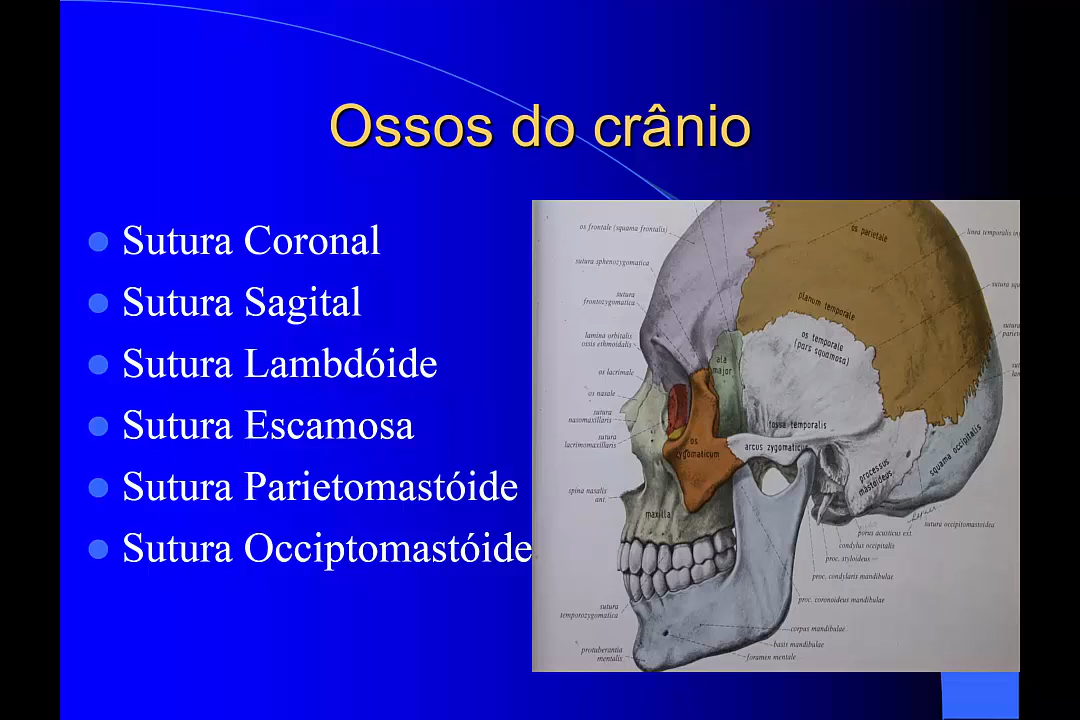 Ossos do crânio
Sutura Coronal
Sutura Sagital
Sutura Lambdóide
Sutura Escamosa
Sutura Parietomastóide
Sutura Occiptomastóide
os frontale (squama frontalis)
sutura sphenozygomatica
sutura
frontozygomatica
lamina orbitalis
ossis ethmoidalis
os lacrimale
os nasale
sutura
nasomaxillaris
sutura
lacrimomaxillaris
spina nasalis
ant.
sutura
temporozygomatica
protuberantia
mentalis
os parietale
planum temporale
os temporale
(pars squamosa)
ala
major
fossa temporalis
arcus zygomaticus
os
zygomaticum
maxilla
processus
mastoideus
squama occipitalis
linea temporalis
sutura
sutura occipitomastoidea
porus acusticus ext.
condylus occipitalis
proc. styloideus
proc. condylaris mandibulae
proc. coronoideus mandibulae
corpus mandibulae
basis mandibulae
foramen mentale